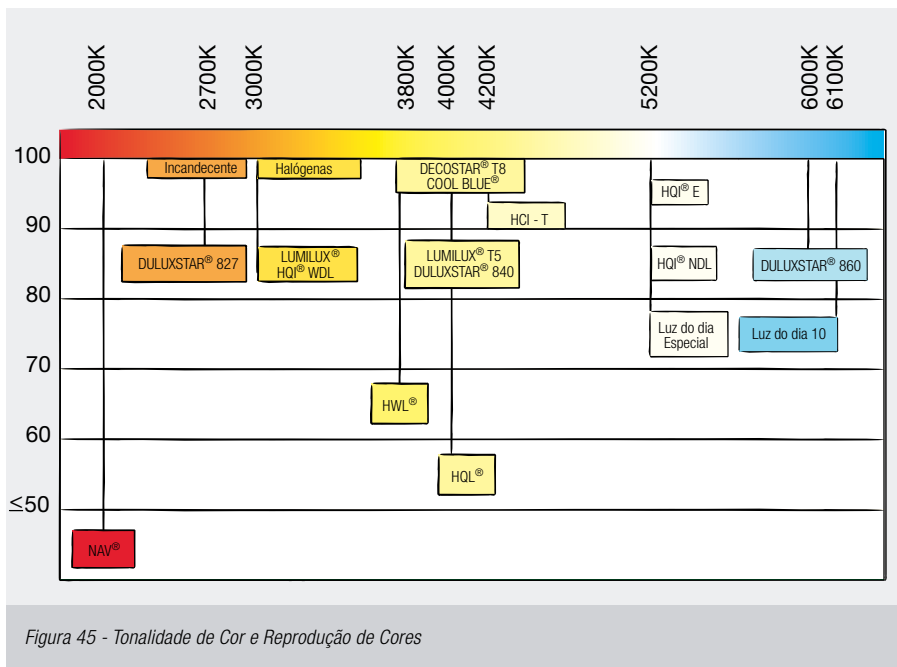 2000K
2700K
3000K
3800K
4000K
4200K
5200K
6000K
6100K
100
Incandecente
Halógenas
DECOSTAR® T8
COOL BLUE®
HQI® E
HCI - T
90
DULUXSTAR® 827
LUMILUX®
HQI® WDL
LUMILUX® T5
DULUXSTAR® 840
HQI® NDL
DULUXSTAR® 860
80
Luz do dia
Especial
Luz do dia 10
70
HWL®
60
HQL®
≤50
NAV®
Figura 45 - Tonalidade de Cor e Reprodução de Cores